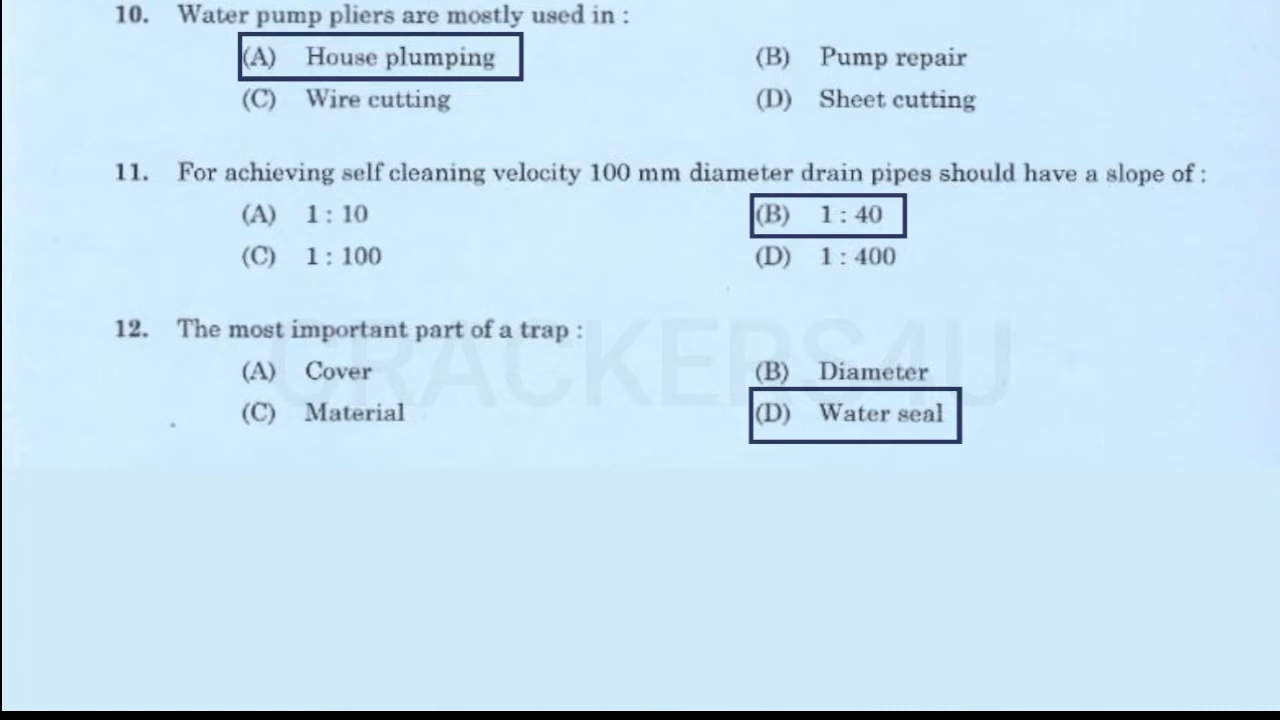 10. Water pump pliers are mostly used in :
(A) House plumping (B) Pump repair
(C) Wire cutting (D) Sheet cutting
11. For achieving self cleaning velocity 100 mm diameter drain pipes should have a slope of :
(A) 1 : 10 (B) 1 : 40
(C) 1 : 100 (D) 1 : 400
12. The most important part of a trap :
(A) Cover (B) Diameter
(C) Material (D) Water seal
CRACKERS4U